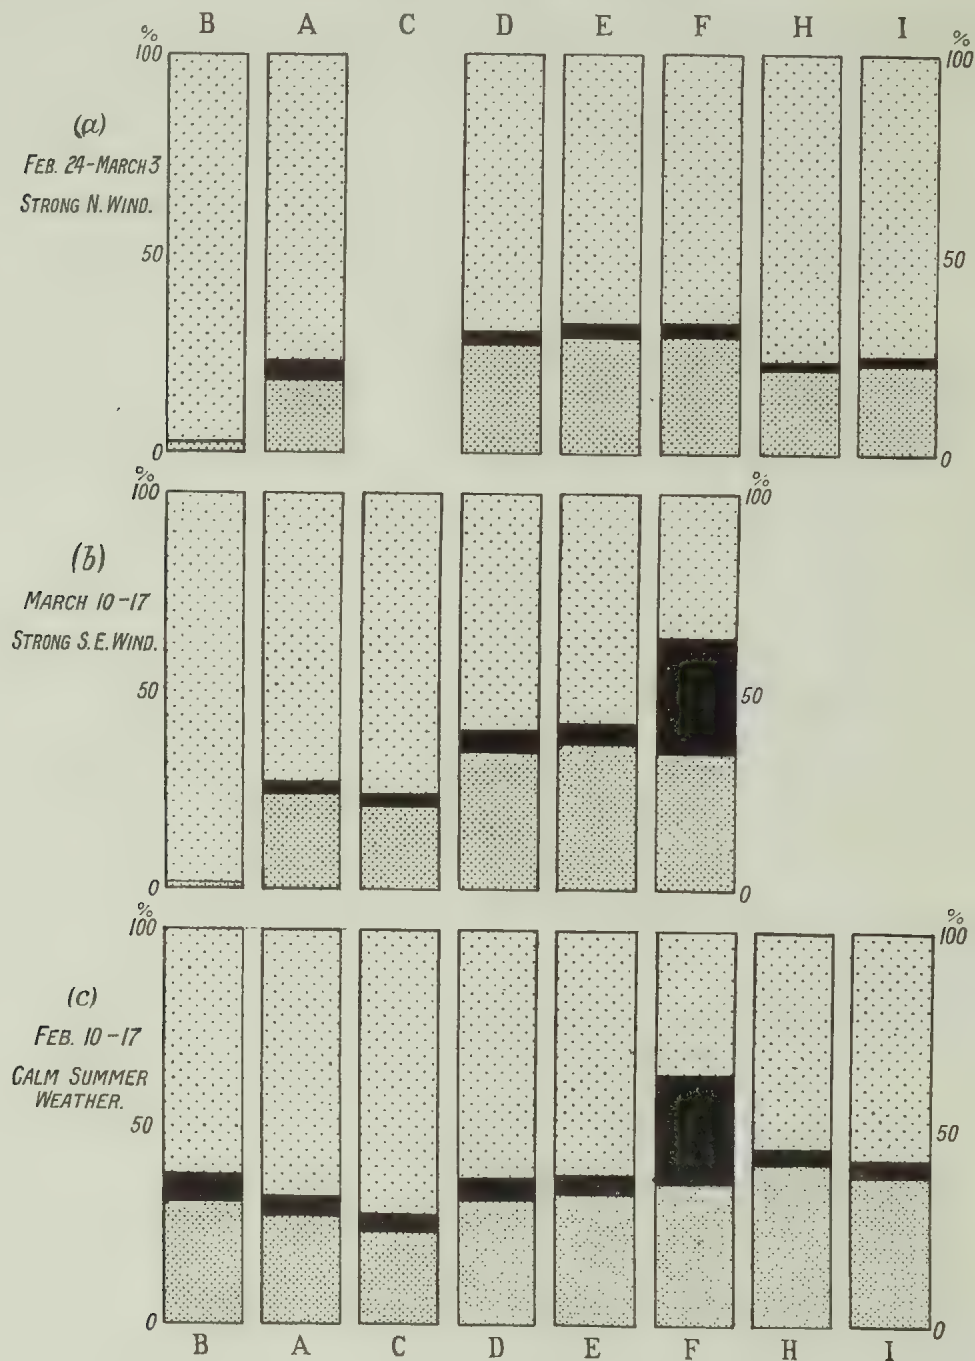 B A C D E F H I
%
100
50
0
(a)
FEB. 24-MARCH 3
STRONG N. WIND.
%
100
50
0
%
100
50
0
(b)
MARCH 10-17
STRONG S.E. WIND.
%
100
50
0
%
100
50
0
(c)
FEB. 10-17
CALM SUMMER
WEATHER.
%
100
50
0
B A C D E F H I